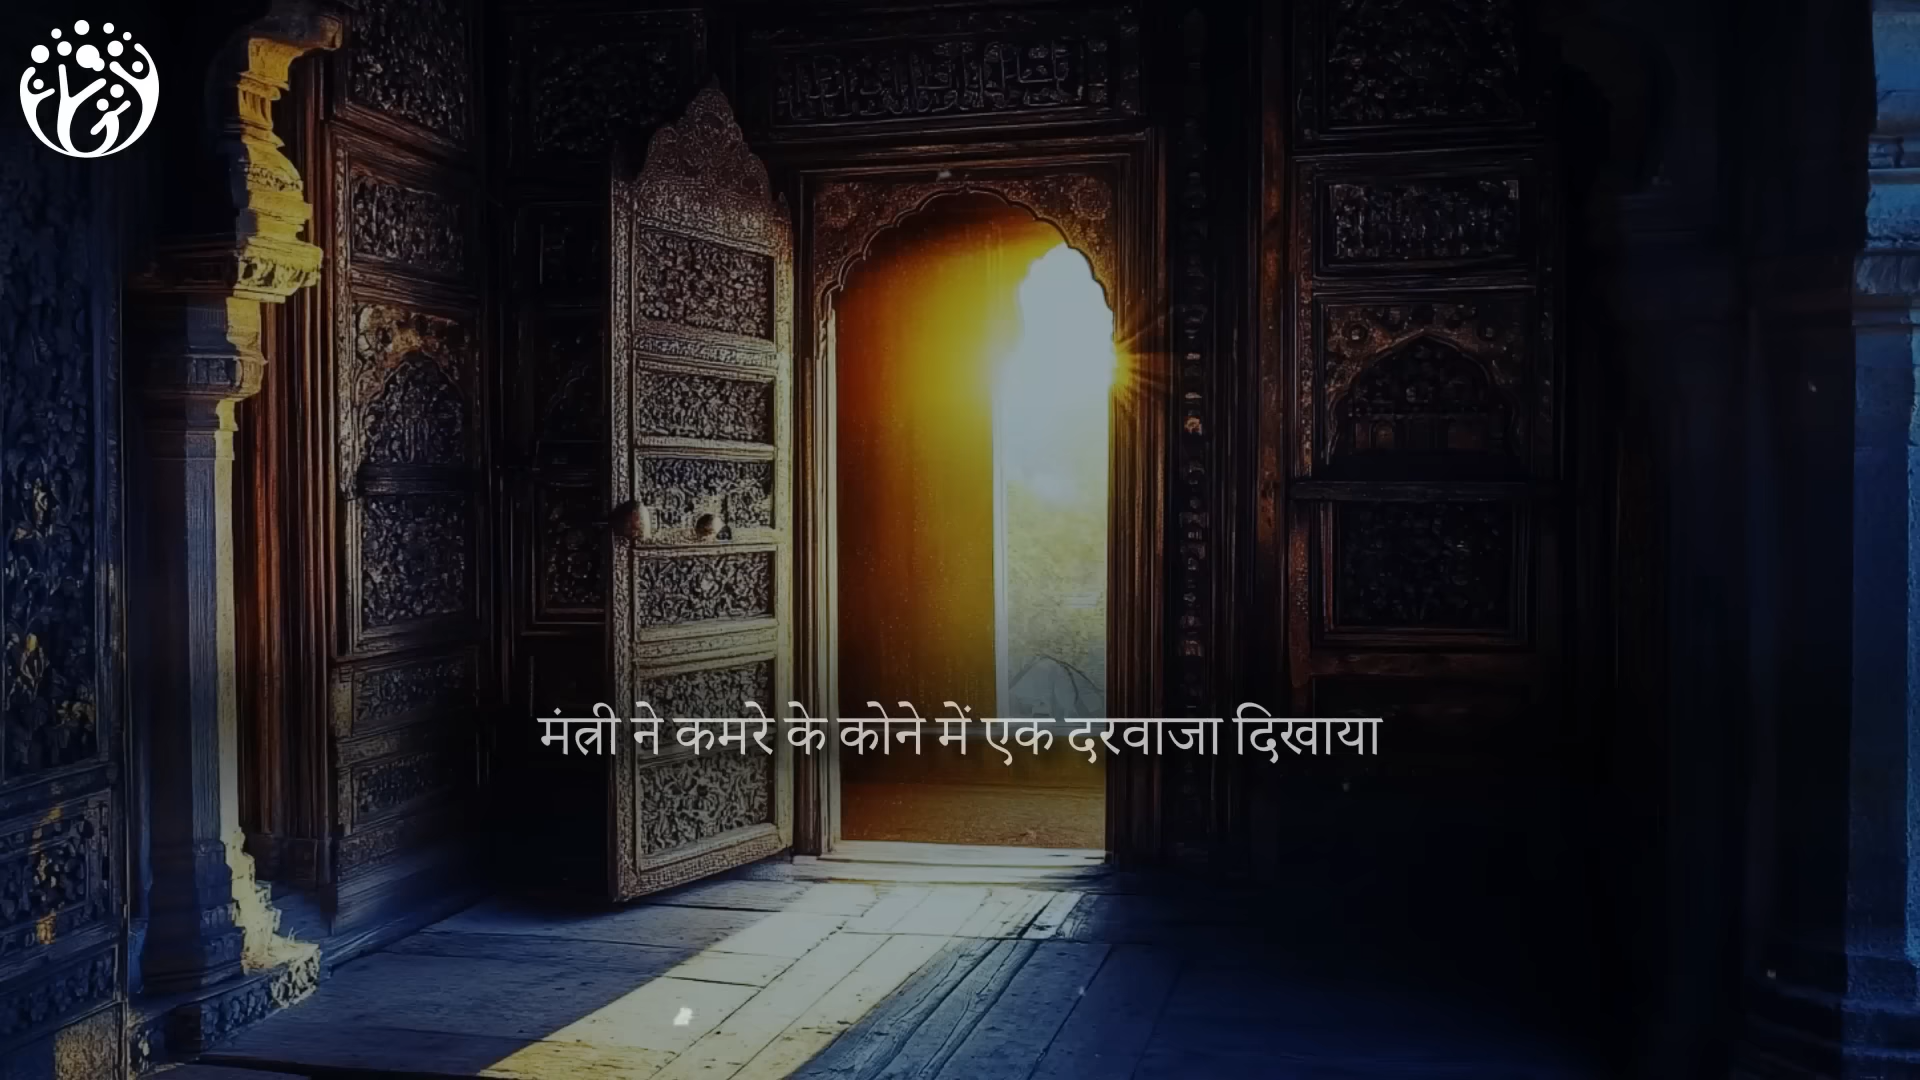 मंत्री ने कमरे के कोने में एक दरवाजा दिखाया